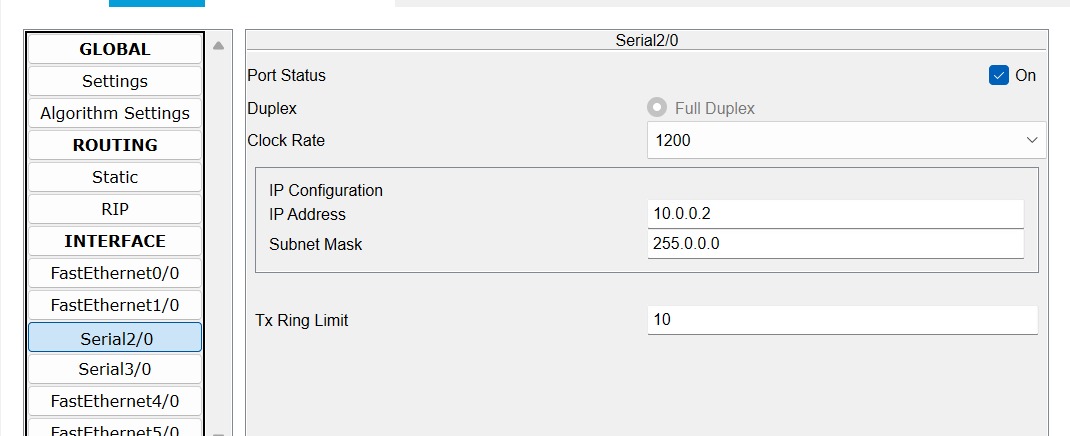 GLOBAL
Settings
Algorithm Settings
ROUTING
Static
RIP
INTERFACE
FastEthernet0/0
FastEthernet1/0
Serial2/0
Serial3/0
FastEthernet4/0
FastEthernet5/0
Serial2/0
Port Status On
Duplex Full Duplex
Clock Rate 1200
IP Configuration
IP Address 10.0.0.2
Subnet Mask 255.0.0.0
Tx Ring Limit 10